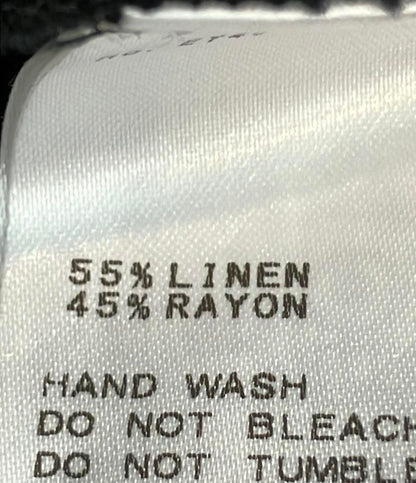 55% LINEN
45% RAYON
HAND WASH
DO NOT BLEACH
DO NOT TUMBLE